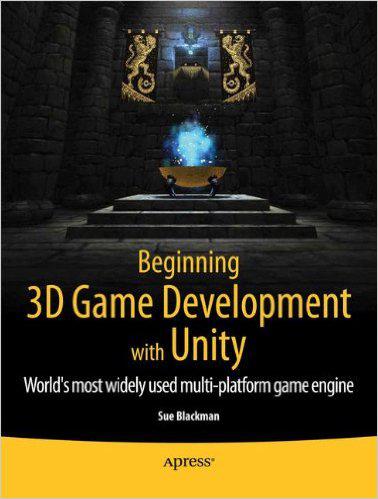 Beginning
3D Game Development
with Unity
World's most widely used multi-platform game engine
Sue Blackman
Apress®